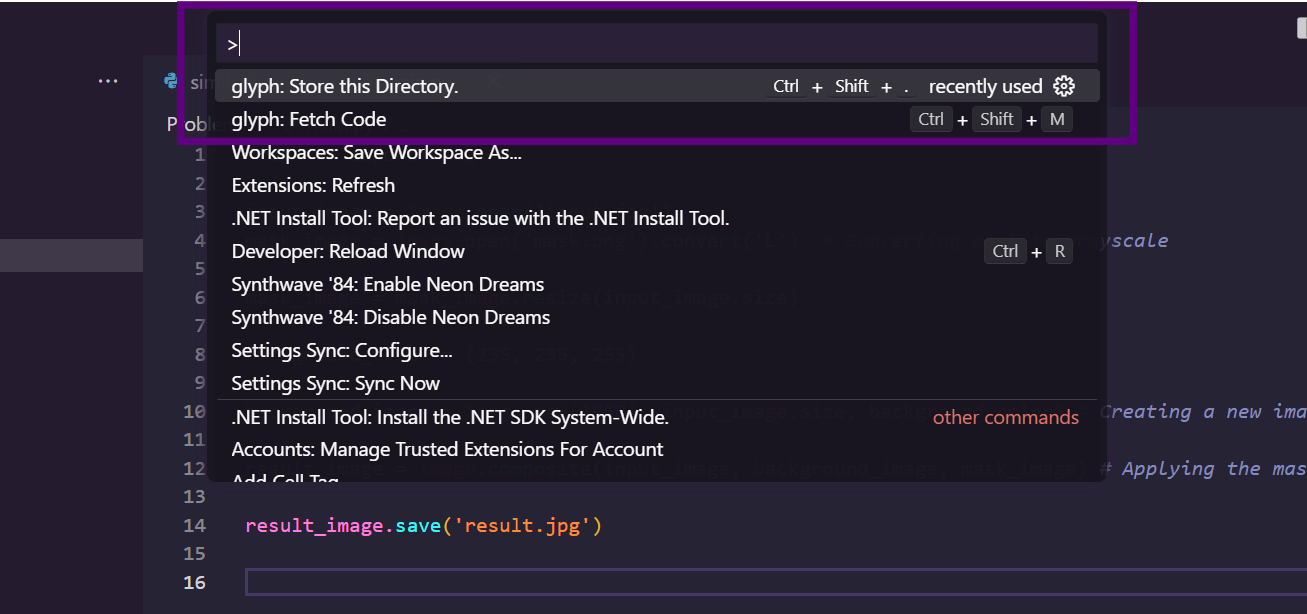 >
glyph: Store this Directory. Ctrl + Shift + . recently used
glyph: Fetch Code Ctrl + Shift + M
Workspaces: Save Workspace As...
Extensions: Refresh
.NET Install Tool: Report an issue with the .NET Install Tool.
Developer: Reload Window Ctrl + R
Synthwave '84: Enable Neon Dreams
Synthwave '84: Disable Neon Dreams
Settings Sync: Configure...
Settings Sync: Sync Now
.NET Install Tool: Install the .NET SDK System-Wide. other commands
Accounts: Manage Trusted Extensions For Account
Add Cell Tag
1
2
3
4 yscale
5
6
7
8
9
10 Creating a new ima
11
12 # Applying the mas
13
14 result_image.save('result.jpg')
15
16